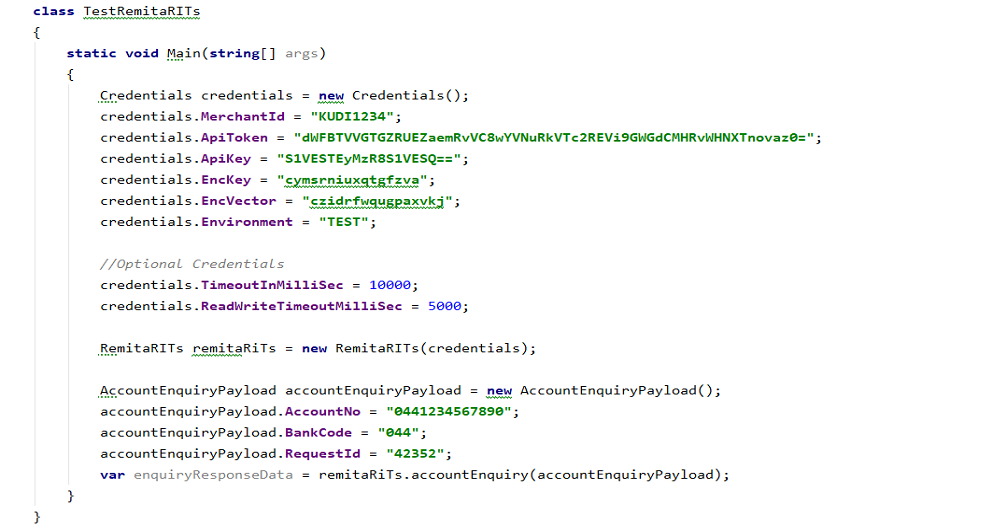 class TestRemitaRITs
{
static void Main(string[] args)
{
Credentials credentials = new Credentials();
credentials.MerchantId = "KUDI1234";
credentials.ApiToken = "dWFBTVVGTGZRUEZaemRvVC8wYVNuRkVTc2REVi9GWGdCMHRvWHNXTnovaz0=";
credentials.ApiKey = "S1VESTEyMzR8S1VESQ==";
credentials.EncKey = "cymsrniuxqtgfzva";
credentials.EncVector = "czidrfwqugpaxvkj";
credentials.Environment = "TEST";
//Optional Credentials
credentials.TimeoutInMilliSec = 10000;
credentials.ReadWriteTimeoutMilliSec = 5000;
RemitaRITs remitaRiTs = new RemitaRITs(credentials);
AccountEnquiryPayload accountEnquiryPayload = new AccountEnquiryPayload();
accountEnquiryPayload.AccountNo = "0441234567890";
accountEnquiryPayload.BankCode = "044";
accountEnquiryPayload.RequestId = "42352";
var enquiryResponseData = remitaRiTs.accountEnquiry(accountEnquiryPayload);
}
}